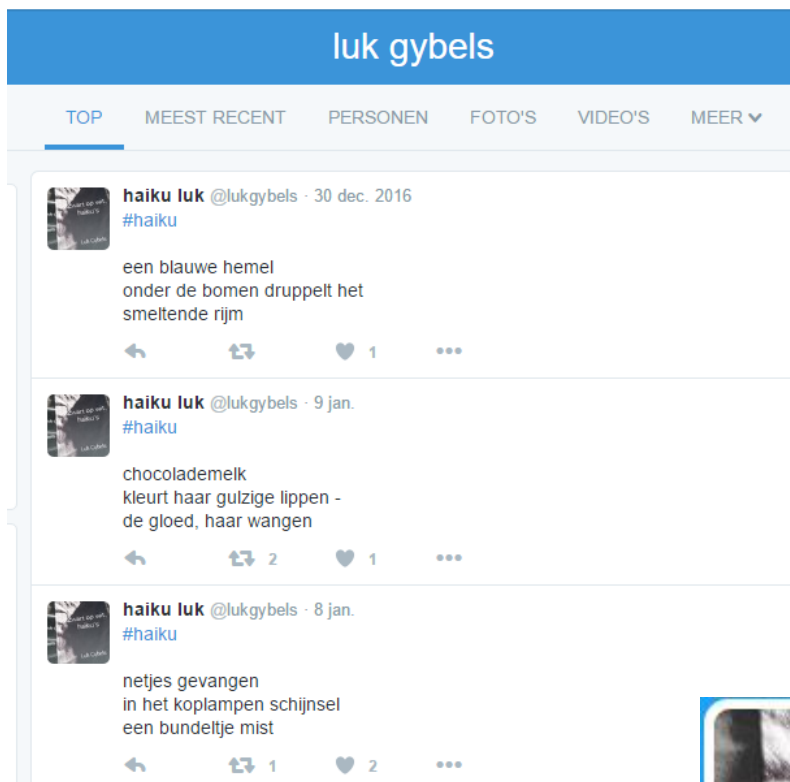 luk gybels
TOP MEEST RECENT PERSONEN FOTO'S VIDEO'S MEER
haiku luk @lukgybels · 30 dec. 2016
#haiku
een blauwe hemel
onder de bomen druppelt het
smeltende rijm
1
haiku luk @lukgybels · 9 jan.
#haiku
chocolademelk
kleurt haar gulzige lippen -
de gloed, haar wangen
2 1
haiku luk @lukgybels · 8 jan.
#haiku
netjes gevangen
in het koplampen schijnsel
een bundeltje mist
1 2